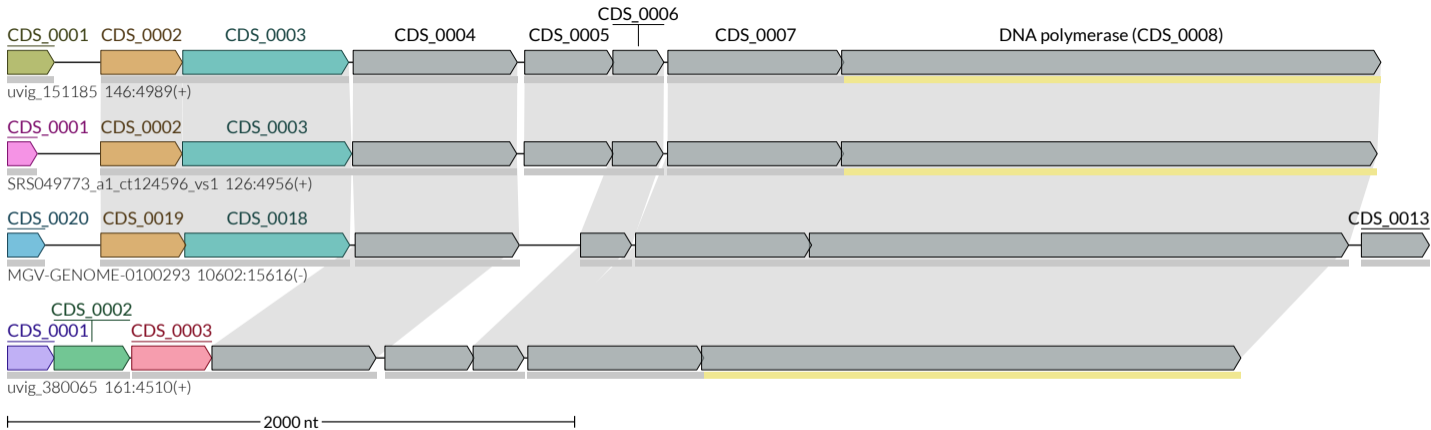 CDS_0006
CDS_0001 CDS_0002 CDS_0003 CDS_0004 CDS_0005 CDS_0007 DNA polymerase (CDS_0008)
uvig_151185 146:4989(+)
CDS_0001 CDS_0002 CDS_0003
SRS049773_a1_ct124596_vs1 126:4956(+)
CDS_0020 CDS_0019 CDS_0018 CDS_0013
MGV-GENOME-0100293 10602:15616(-)
CDS_0002
CDS_0001 CDS_0003
uvig_380065 161:4510(+)
2000 nt